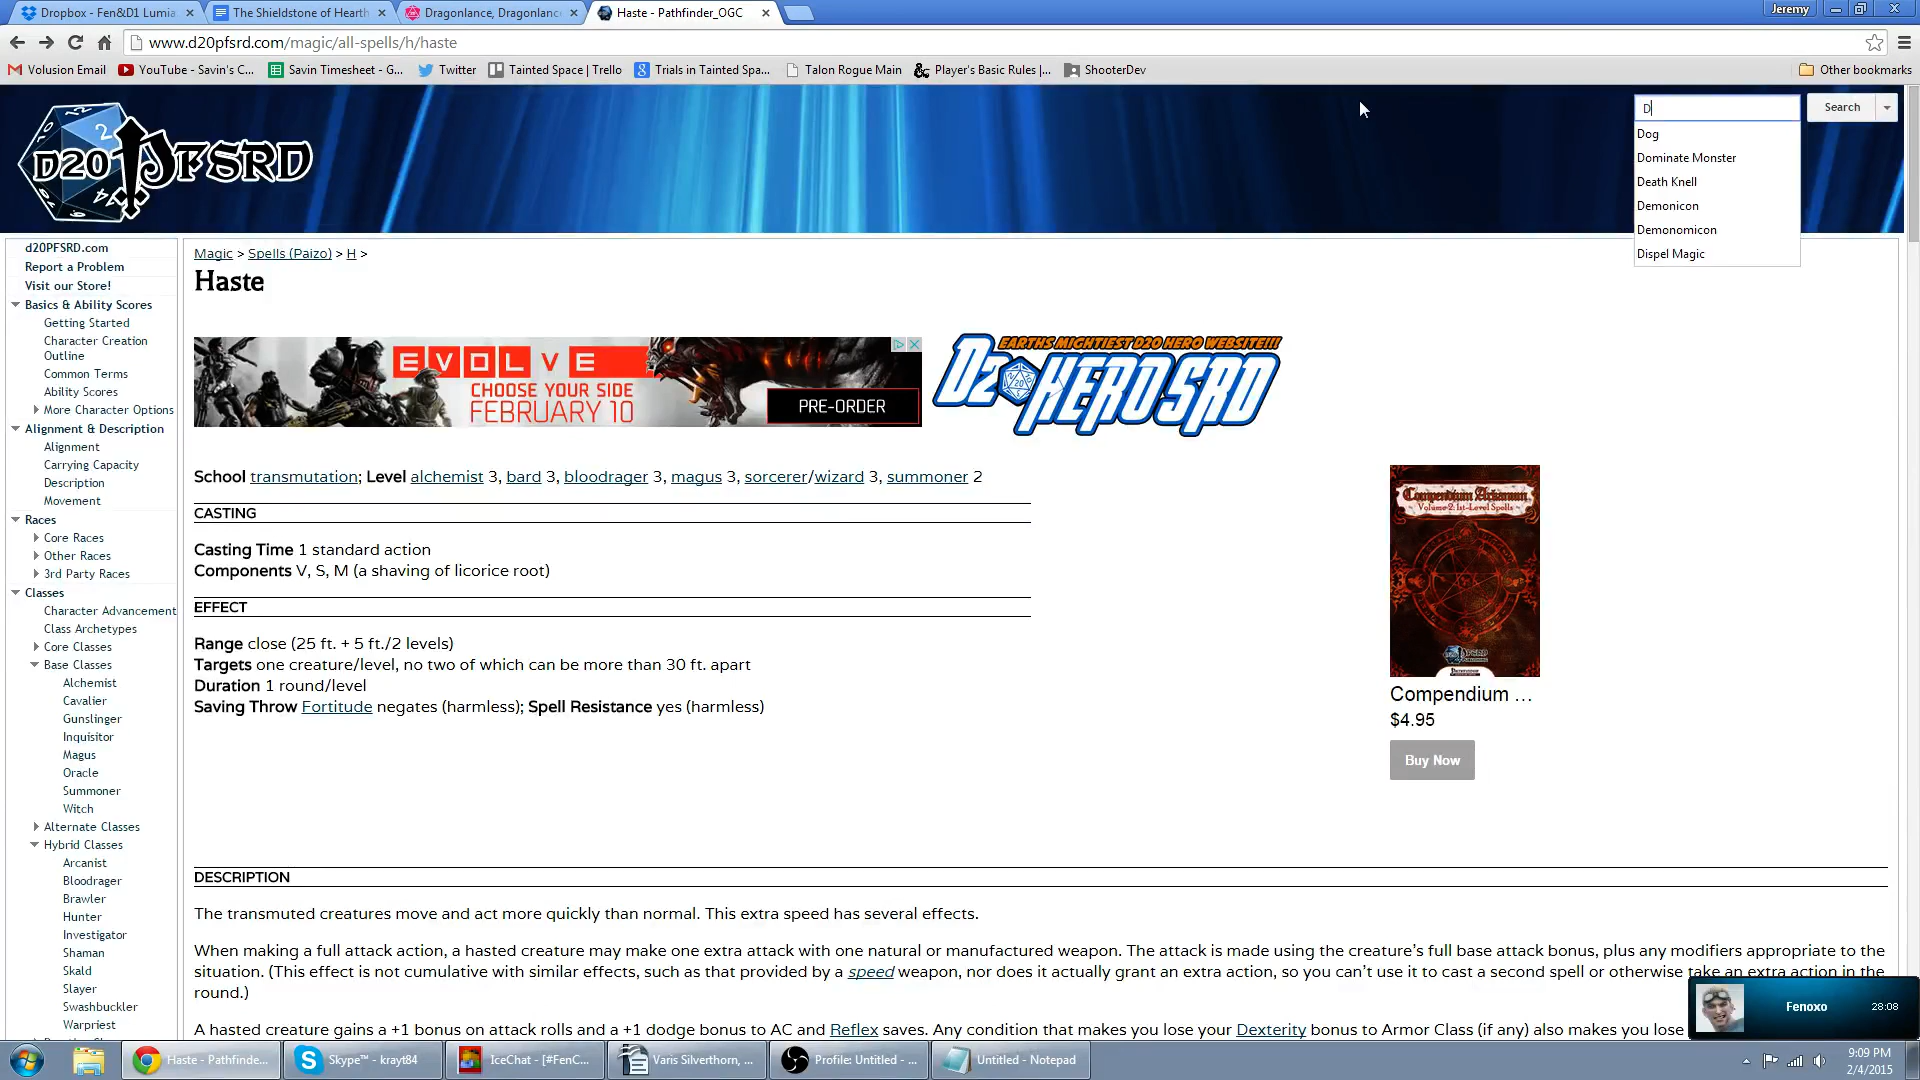 Dropbox - Fen&D1 Lumia
The Shieldstone of Hearth
Dragonlance, Dragonlance
Haste - Pathfinder_OGC
Jeremy
www.d20pfsrd.com/magic/all-spells/h/haste
Volusion Email
YouTube - Savin's C...
Savin Timesheet - G...
Twitter
Tainted Space | Trello
Trials in Tainted Spa...
Talon Rogue Main
Player's Basic Rules |...
ShooterDev
Other bookmarks
D20 PFSRD
D
Search
Dog
Dominate Monster
Death Knell
Demonicon
Demonomicon
Dispel Magic
d20PFSRD.com
Report a Problem
Visit our Store!
Basics & Ability Scores
Getting Started
Character Creation
Outline
Common Terms
Ability Scores
More Character Options
Alignment & Description
Alignment
Carrying Capacity
Description
Movement
Races
Core Races
Other Races
3rd Party Races
Classes
Character Advancement
Class Archetypes
Core Classes
Base Classes
Alchemist
Cavalier
Gunslinger
Inquisitor
Magus
Oracle
Summoner
Witch
Alternate Classes
Hybrid Classes
Arcanist
Bloodrager
Brawler
Hunter
Investigator
Shaman
Skald
Slayer
Swashbuckler
Warpriest
Magic > Spells (Paizo) > H >
Haste
EVOLVE
CHOOSE YOUR SIDE
FEBRUARY 10
PRE-ORDER
EARTHS MIGHTIEST D20 HERO WEBSITE!!!
D20 HEROSRD
School transmutation; Level alchemist 3, bard 3, bloodrager 3, magus 3, sorcerer/wizard 3, summoner 2
CASTING
Casting Time 1 standard action
Components V, S, M (a shaving of licorice root)
EFFECT
Range close (25 ft. + 5 ft./2 levels)
Targets one creature/level, no two of which can be more than 30 ft. apart
Duration 1 round/level
Saving Throw Fortitude negates (harmless); Spell Resistance yes (harmless)
Compendium Arkanum
Volume 2: 1st-Level Spells
Compendium ...
$4.95
Buy Now
DESCRIPTION
The transmuted creatures move and act more quickly than normal. This extra speed has several effects.
When making a full attack action, a hasted creature may make one extra attack with one natural or manufactured weapon. The attack is made using the creature's full base attack bonus, plus any modifiers appropriate to the
situation. (This effect is not cumulative with similar effects, such as that provided by a speed weapon, nor does it actually grant an extra action, so you can't use it to cast a second spell or otherwise take an extra action in the
round.)
A hasted creature gains a +1 bonus on attack rolls and a +1 dodge bonus to AC and Reflex saves. Any condition that makes you lose your Dexterity bonus to Armor Class (if any) also makes you lose
Fenoxo
28:08
Haste - Pathfinde...
Skype™ - krayt84
IceChat - [#FenC...
Varis Silverthorn, ...
Profile: Untitled - ...
Untitled - Notepad
9:09 PM
2/4/2015